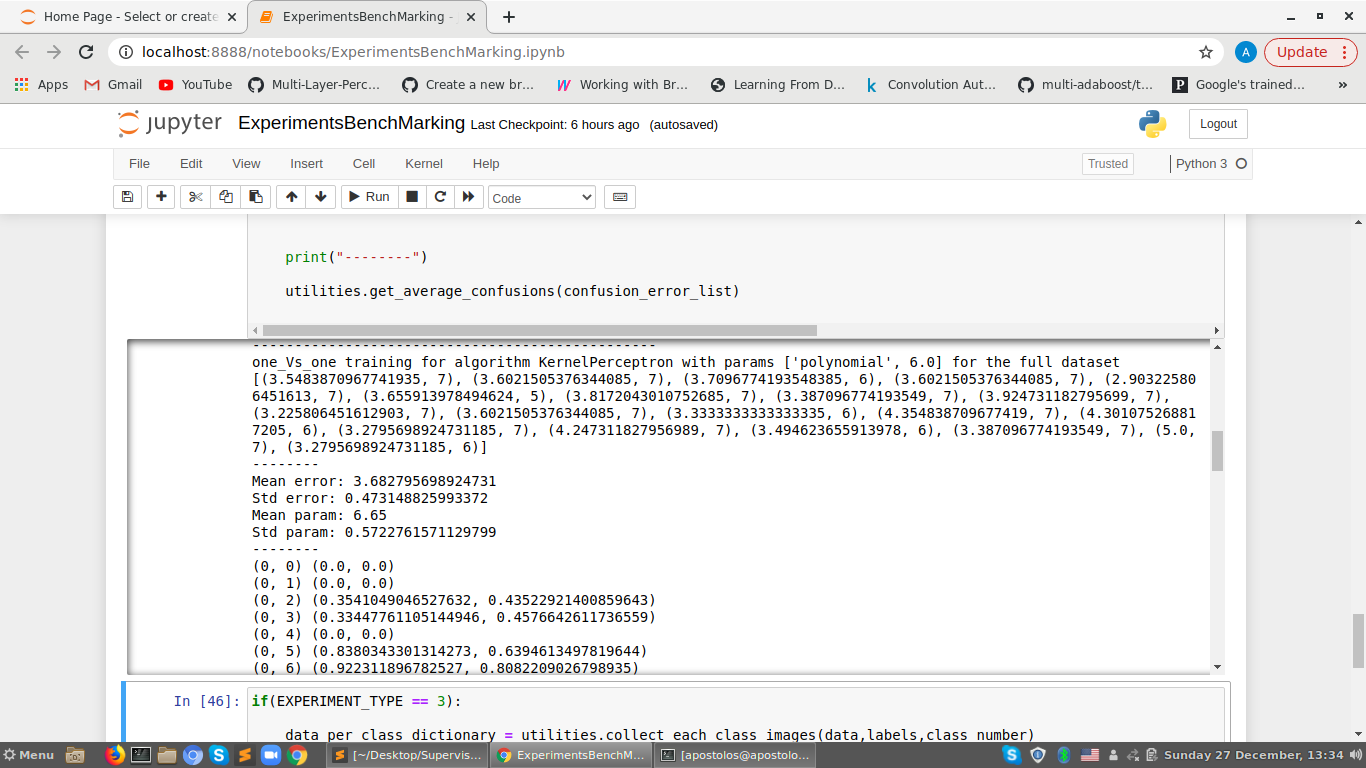 Home Page - Select or create
ExperimentsBenchMarking -
localhost:8888/notebooks/ExperimentsBenchMarking.ipynb
A
Update
Apps
Gmail
YouTube
Multi-Layer-Perc…
Create a new br…
Working with Br…
Learning From D…
Convolution Aut…
multi-adaboost/t…
Google's trained…
»
jupyter ExperimentsBenchMarking Last Checkpoint: 6 hours ago (autosaved)
Logout
File Edit View Insert Cell Kernel Help
Trusted
Python 3
Run
Code
print("--------")
utilities.get_average_confusions(confusion_error_list)
------------------------------------------------
one_Vs_one training for algorithm KernelPerceptron with params ['polynomial', 6.0] for the full dataset
[(3.5483870967741935, 7), (3.6021505376344085, 7), (3.7096774193548385, 6), (3.6021505376344085, 7), (2.90322580
6451613, 7), (3.655913978494624, 5), (3.8172043010752685, 7), (3.387096774193549, 7), (3.924731182795699, 7),
(3.225806451612903, 7), (3.6021505376344085, 7), (3.3333333333333335, 6), (4.354838709677419, 7), (4.30107526881
7205, 6), (3.2795698924731185, 7), (4.247311827956989, 7), (3.494623655913978, 6), (3.387096774193549, 7), (5.0,
7), (3.2795698924731185, 6)]
--------
Mean error: 3.682795698924731
Std error: 0.473148825993372
Mean param: 6.65
Std param: 0.5722761571129799
--------
(0, 0) (0.0, 0.0)
(0, 1) (0.0, 0.0)
(0, 2) (0.3541049046527632, 0.43522921400859643)
(0, 3) (0.33447761105144946, 0.4576642611736559)
(0, 4) (0.0, 0.0)
(0, 5) (0.8380343301314273, 0.6394613497819644)
(0, 6) (0.922311896782527, 0.8082209026798935)
In [46]: if(EXPERIMENT_TYPE == 3):
data_per_class_dictionary = utilities.collect_each_class_images(data,labels,class_number)
Menu
[~/Desktop/Supervis…
ExperimentsBenchM…
[apostolos@apostolo…
Sunday 27 December, 13:34